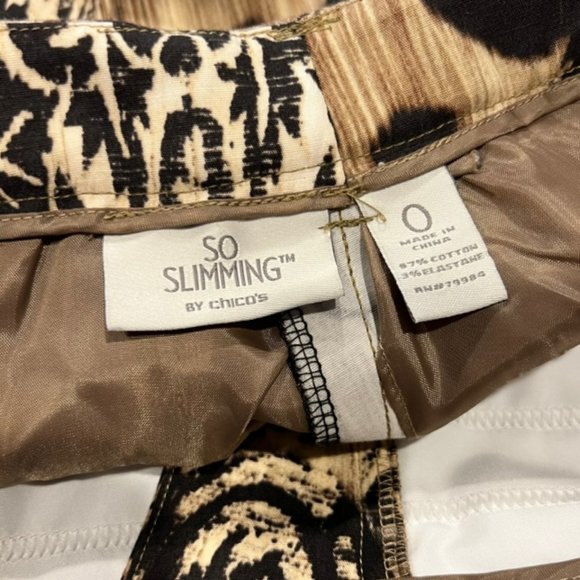 SO
SLIMMING™
BY chico's
0
MADE IN
CHINA
97% COTTON
3% ELASTANE
RN#79984